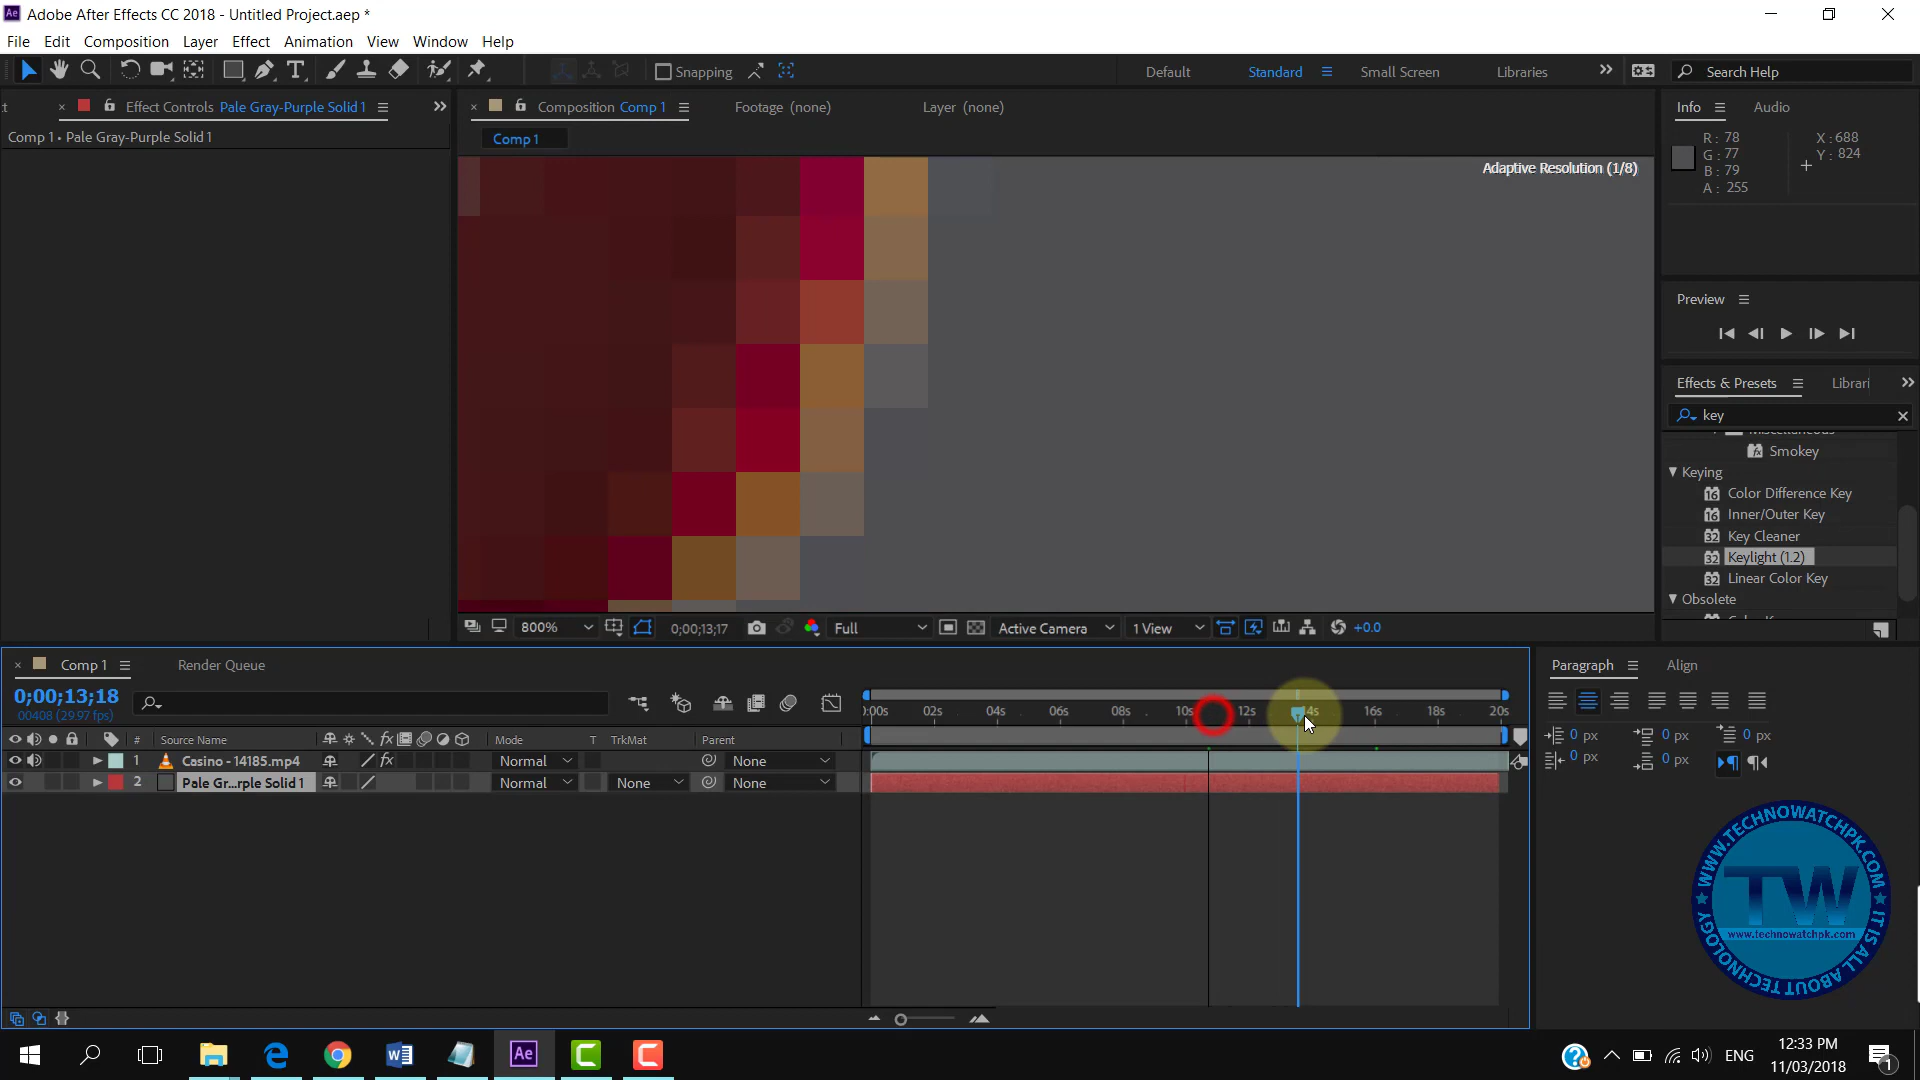 Adobe After Effects CC 2018 - Untitled Project.aep *
File Edit Composition Layer Effect Animation View Window Help
Snapping Default Standard Small Screen Libraries Search Help
Effect Controls Pale Gray-Purple Solid 1
Composition Comp 1
Footage (none)
Layer (none)
Info Audio
Comp 1 • Pale Gray-Purple Solid 1
Comp 1
R: 78
G: 77
B: 79
A: 255
X: 688
Y: 824
Adaptive Resolution (1/8)
Preview
Effects & Presets Librari
key
Smokey
Keying
Color Difference Key
Inner/Outer Key
Key Cleaner
Keylight (1.2)
Linear Color Key
Obsolete
800% 0;00;13;17 Full Active Camera 1 View +0.0
Comp 1 Render Queue
Paragraph Align
0;00;13;18
00408 (29.97 fps)
:00s 02s 04s 06s 08s 10s 12s 14s 16s 18s 20s
# Source Name Mode T TrkMat Parent
1 Casino - 14185.mp4 Normal None
2 Pale Gr...rple Solid 1 Normal None None
0 px 0 px 0 px
0 px 0 px
WWW.TECHNOWATCHPK.COM
TW
www.technowatchpk.com
IT IS ALL ABOUT TECHNOLOGY
ENG
12:33 PM
11/03/2018
1